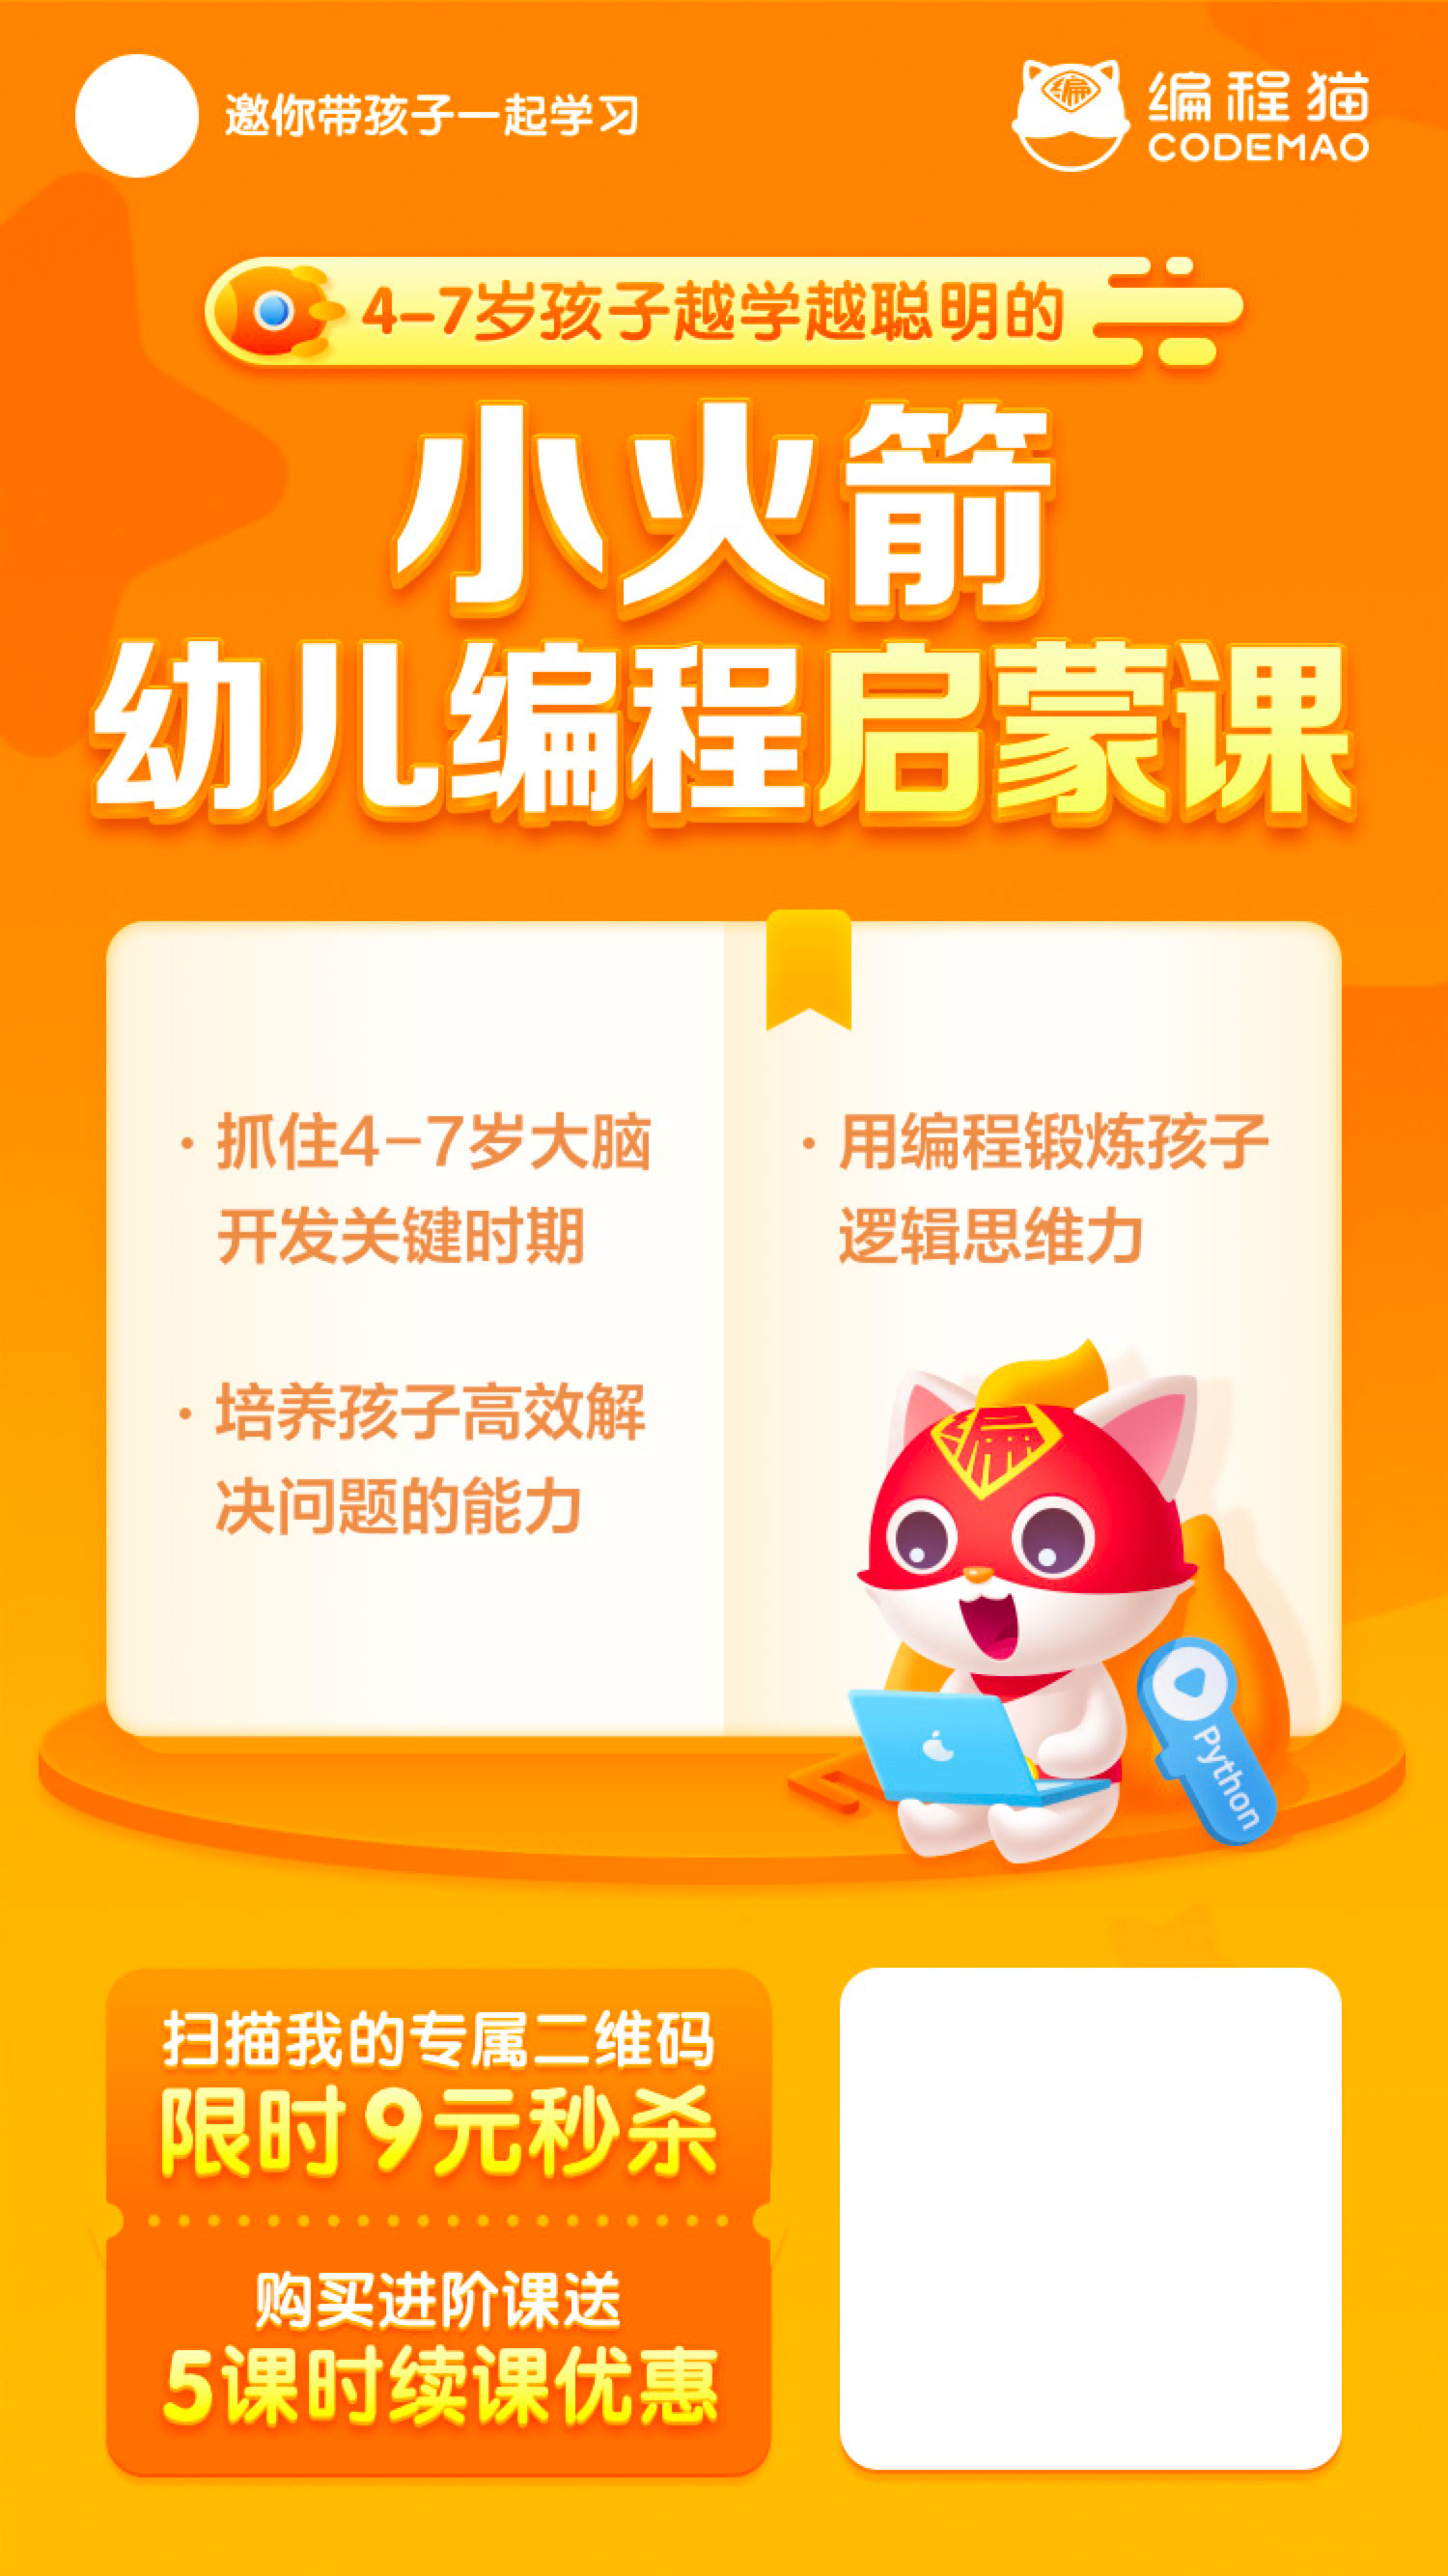 邀你带孩子一起学习
编程猫
CODEMAO
4-7岁孩子越学越聪明的
小火箭
幼儿编程启蒙课
· 抓住4-7岁大脑
开发关键时期
· 培养孩子高效解
决问题的能力
· 用编程锻炼孩子
逻辑思维力
编
Python
扫描我的专属二维码
限时9元秒杀
购买进阶课送
5课时续课优惠